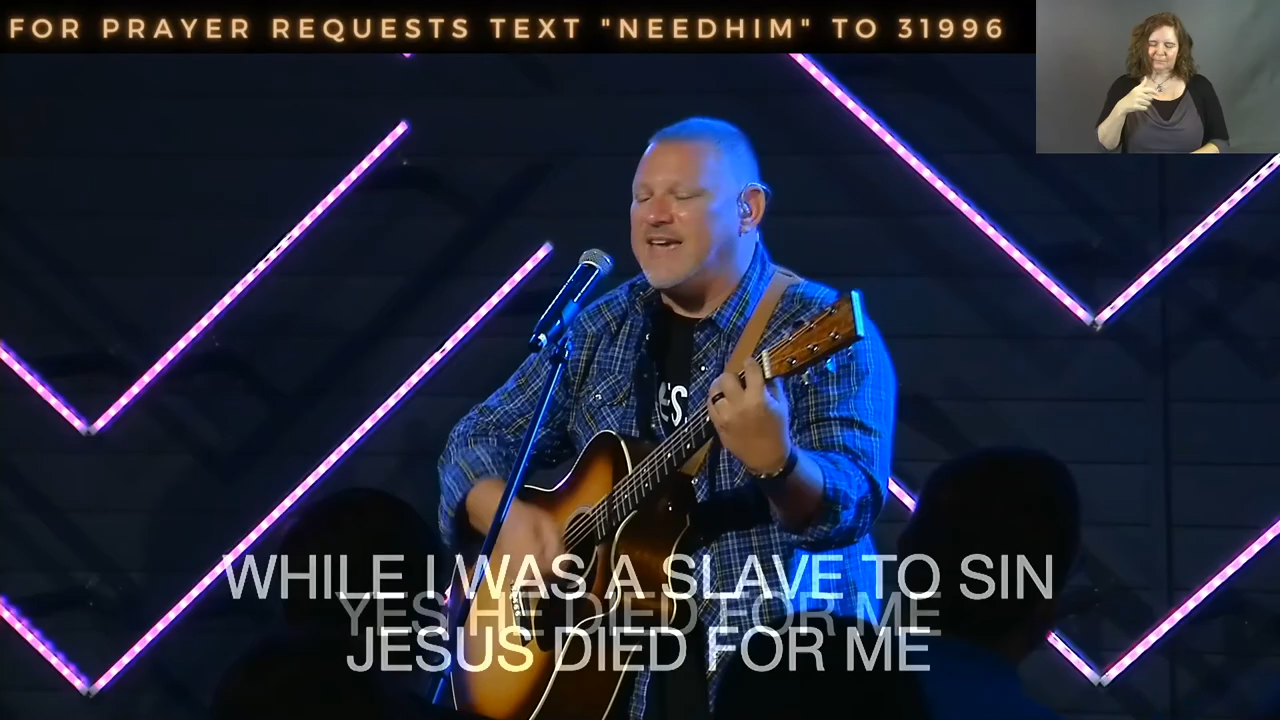 FOR PRAYER REQUESTS TEXT "NEEDHIM" TO 31996
ES
WHILE I WAS A SLAVE TO SIN
YES HE DIED FOR ME
JESUS DIED FOR ME